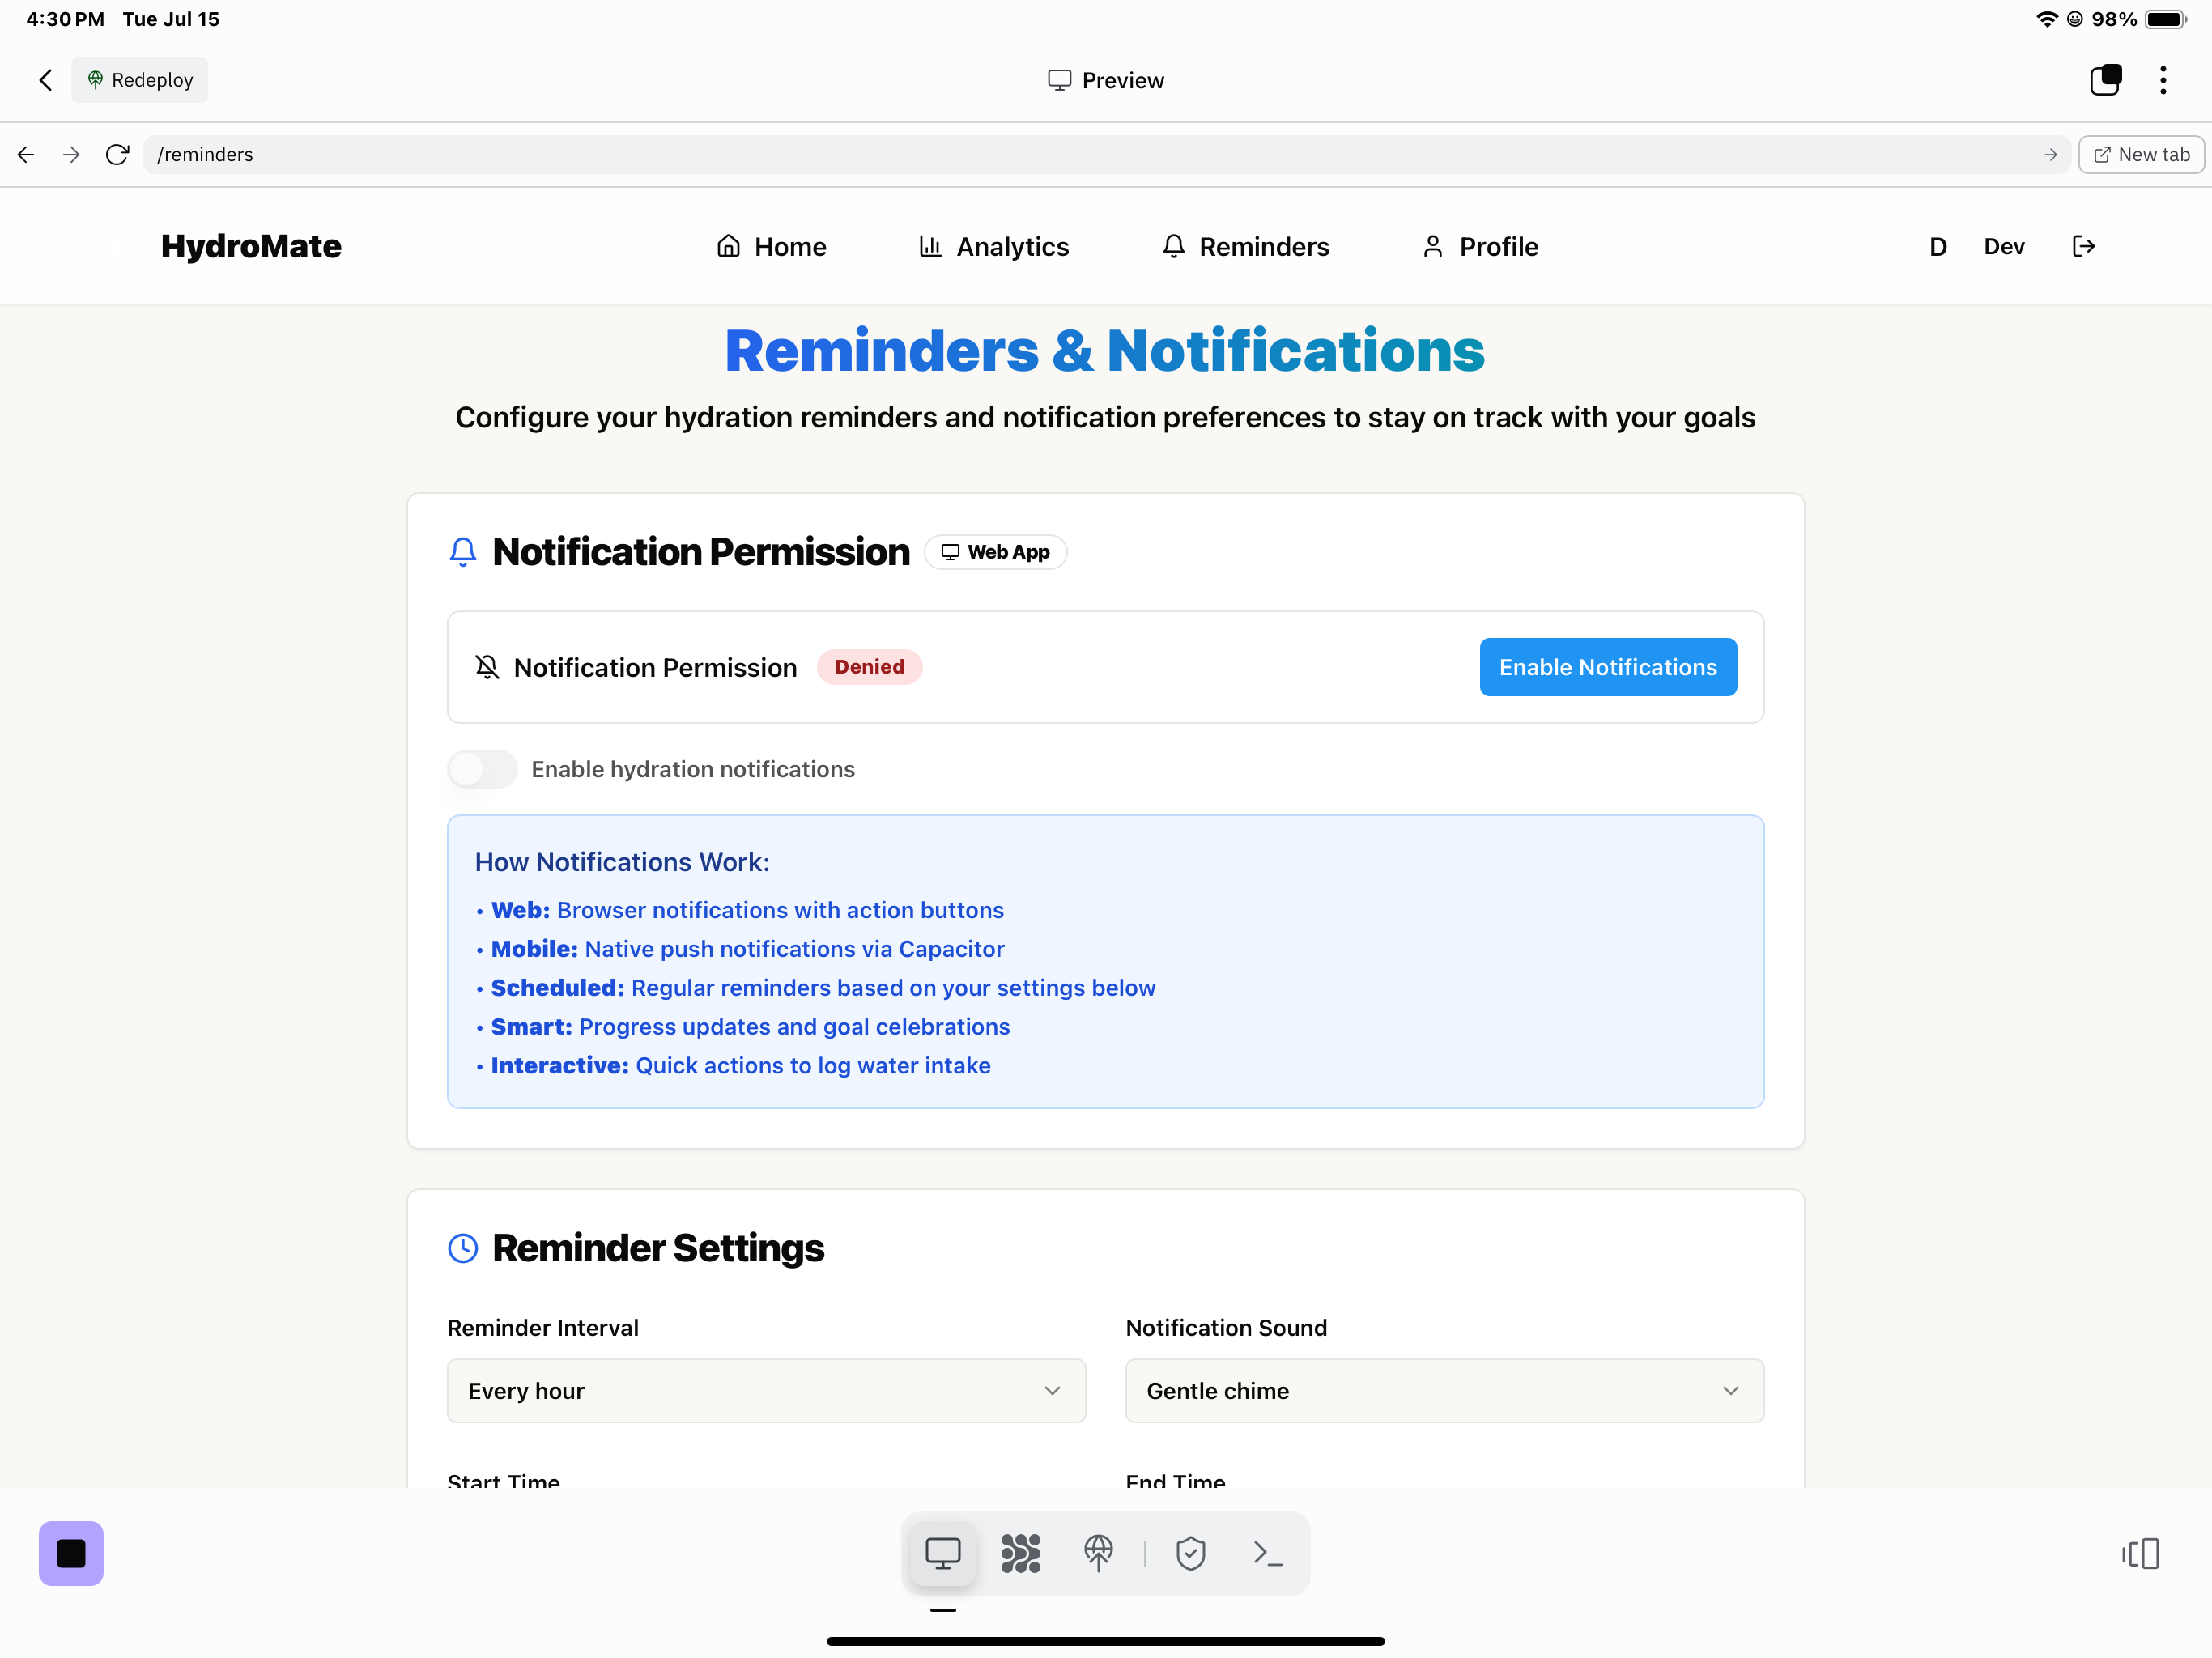 4:30 PM Tue Jul 15
98%
Redeploy
Preview
/reminders
New tab
HydroMate
Home
Analytics
Reminders
Profile
D
Dev
Reminders & Notifications
Configure your hydration reminders and notification preferences to stay on track with your goals
Notification Permission
Web App
Notification Permission
Denied
Enable Notifications
Enable hydration notifications
How Notifications Work:
• Web: Browser notifications with action buttons
• Mobile: Native push notifications via Capacitor
• Scheduled: Regular reminders based on your settings below
• Smart: Progress updates and goal celebrations
• Interactive: Quick actions to log water intake
Reminder Settings
Reminder Interval
Notification Sound
Every hour
Gentle chime
Start Time
End Time